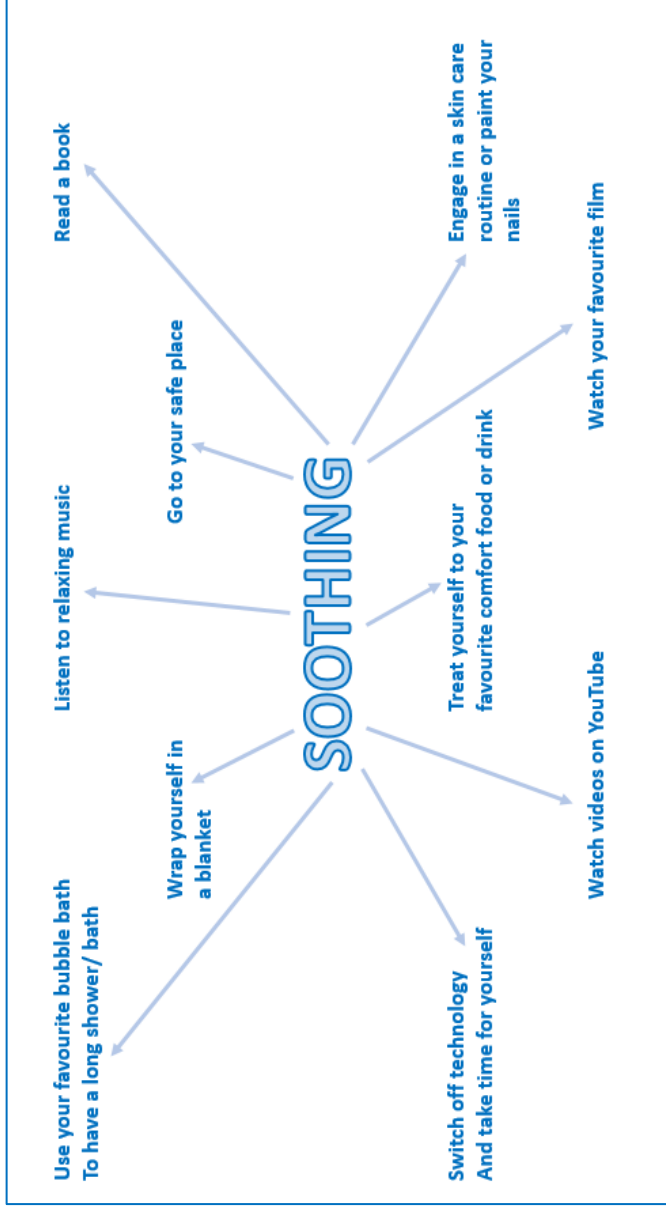 Use your favourite bubble bath
To have a long shower/ bath
Listen to relaxing music
Read a book
Wrap yourself in
a blanket
Go to your safe place
SOOTHING
Switch off technology
And take time for yourself
Treat yourself to your
favourite comfort food or drink
Engage in a skin care
routine or paint your
nails
Watch videos on YouTube
Watch your favourite film